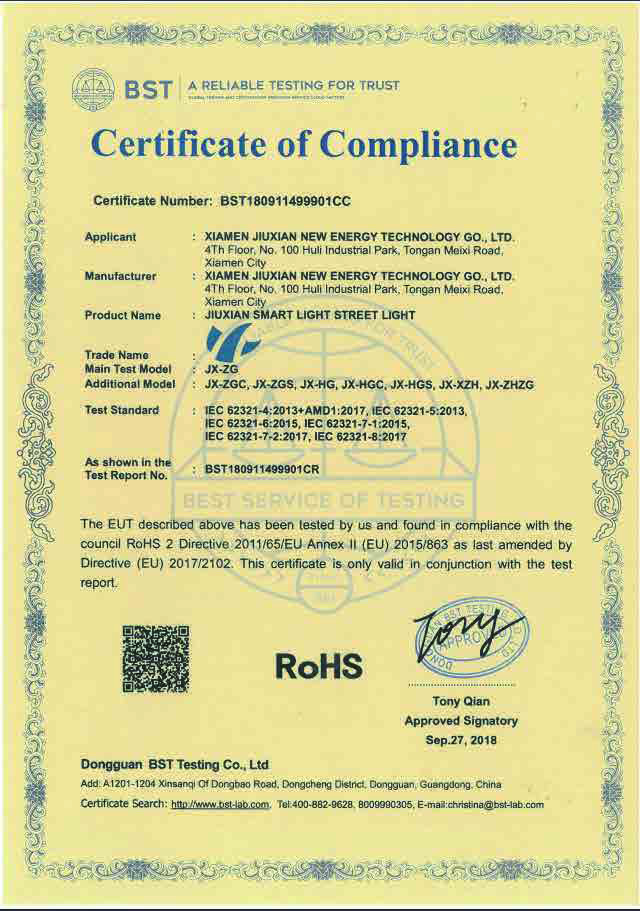 BST
A RELIABLE TESTING FOR TRUST
Certificate of Compliance
Certificate Number: BST180911499901CC
Applicant : XIAMEN JIUXIAN NEW ENERGY TECHNOLOGY GO., LTD.
4Th Floor, No. 100 Huli Industrial Park, Tongan Meixi Road,
Xiamen City
Manufacturer : XIAMEN JIUXIAN NEW ENERGY TECHNOLOGY GO., LTD.
4Th Floor, No. 100 Huli Industrial Park, Tongan Meixi Road,
Xiamen City
Product Name : JIUXIAN SMART LIGHT STREET LIGHT
Trade Name :
Main Test Model : JX-ZG
Additional Model : JX-ZGC, JX-ZGS, JX-HG, JX-HGC, JX-HGS, JX-XZH, JX-ZHZG
Test Standard : IEC 62321-4:2013+AMD1:2017, IEC 62321-5:2013,
IEC 62321-6:2015, IEC 62321-7-1:2015,
IEC 62321-7-2:2017, IEC 62321-8:2017
As shown in the
Test Report No. : BST180911499901CR
BEST SERVICE OF TESTING
The EUT described above has been tested by us and found in compliance with the
council RoHS 2 Directive 2011/65/EU Annex II (EU) 2015/863 as last amended by
Directive (EU) 2017/2102. This certificate is only valid in conjunction with the test
report.
RoHS
Tony
APPROVED
Tony Qian
Approved Signatory
Sep.27, 2018
Dongguan BST Testing Co., Ltd
Add: A1201-1204 Xinsanqi Of Dongbao Road, Dongcheng District, Dongguan, Guangdong, China
Certificate Search: http://www.bst-lab.com, Tel:400-882-9628, 8009990305, E-mail:christina@bst-lab.com